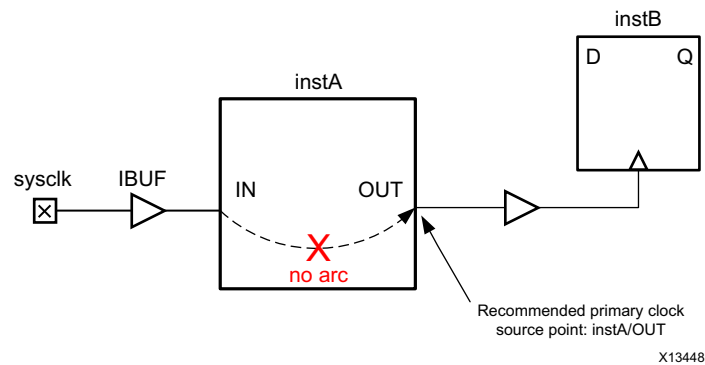 instB
D Q
instA
sysclk IBUF
IN OUT
X
no arc
Recommended primary clock
source point: instA/OUT
X13448